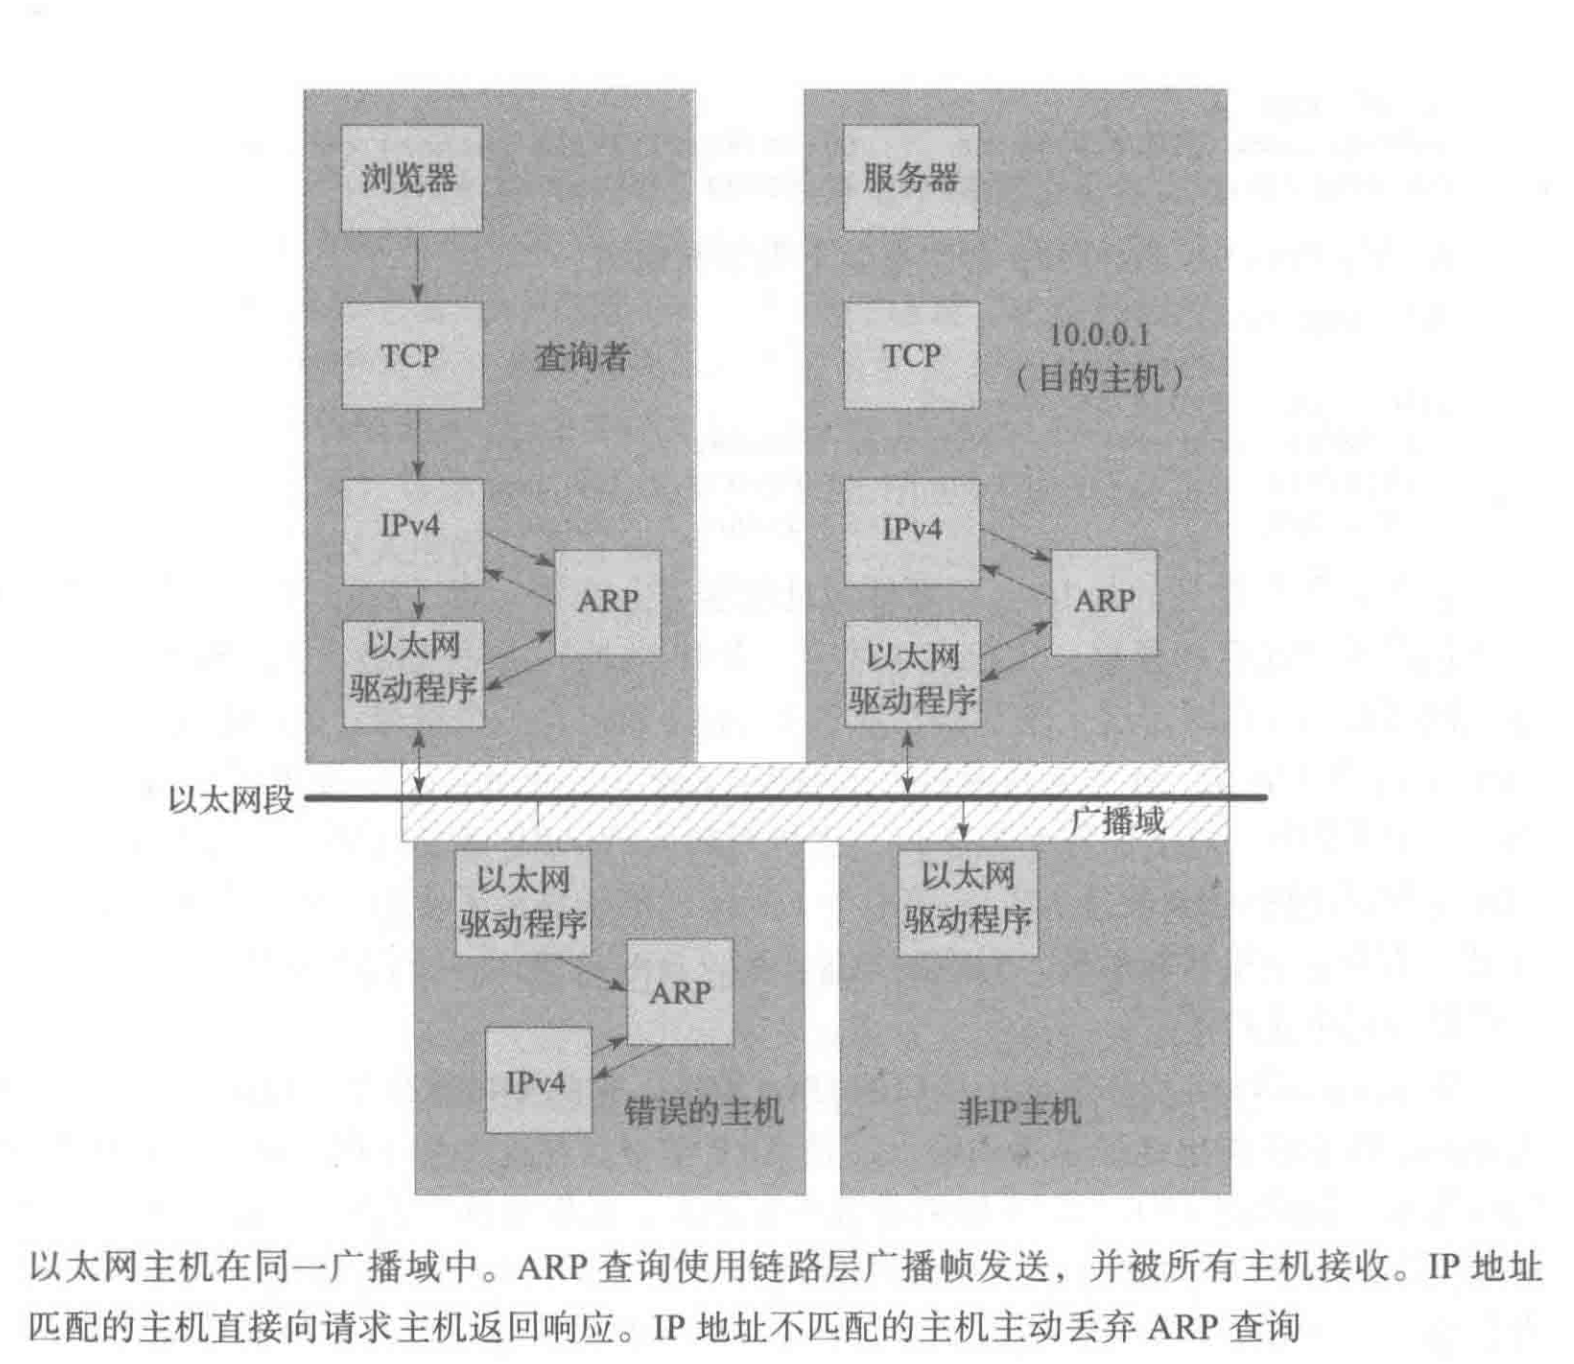 浏览器
TCP
查询者
IPv4
ARP
以太网
驱动程序
服务器
TCP
10.0.0.1
（目的主机）
IPv4
ARP
以太网
驱动程序
以太网段
广播域
以太网
驱动程序
ARP
IPv4
错误的主机
以太网
驱动程序
非IP主机
以太网主机在同一广播域中。ARP 查询使用链路层广播帧发送，并被所有主机接收。IP 地址
匹配的主机直接向请求主机返回响应。IP 地址不匹配的主机主动丢弃 ARP 查询